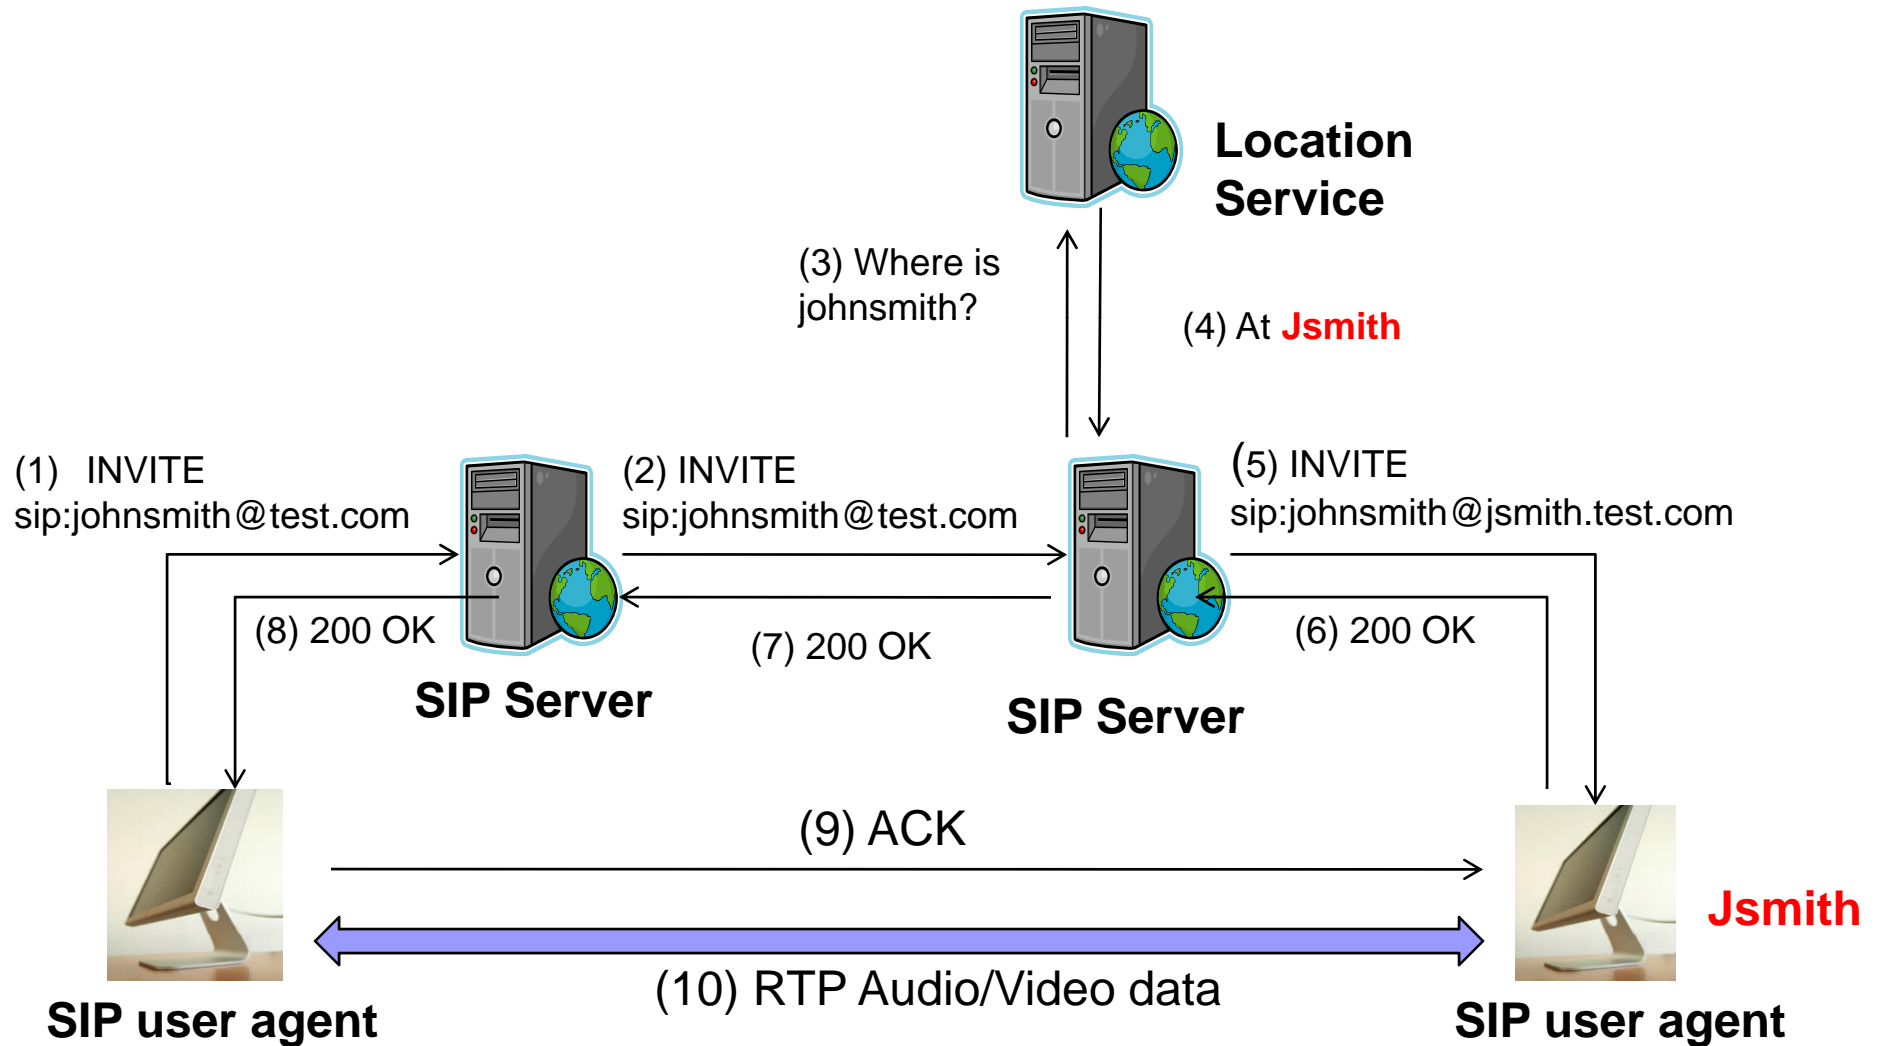 Location
Service
(3) Where is
johnsmith?
(4) At Jsmith
(1) INVITE
sip:johnsmith@test.com
(2) INVITE
sip:johnsmith@test.com
(5) INVITE
sip:johnsmith@jsmith.test.com
(8) 200 OK
(7) 200 OK
(6) 200 OK
SIP Server
SIP Server
(9) ACK
Jsmith
(10) RTP Audio/Video data
SIP user agent
SIP user agent